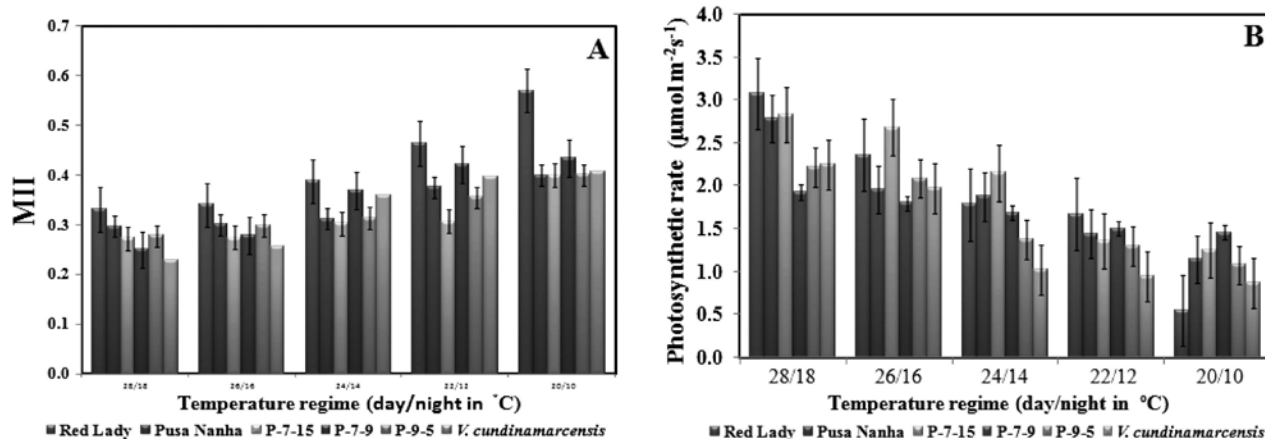 A
MII
0.7
0.6
0.5
0.4
0.3
0.2
0.1
0.0
28/18 26/16 24/14 22/12 20/10
Temperature regime (day/night in °C)
Red Lady Pusa Nanha P-7-15 P-7-9 P-9-5 V. cundinamarcensis
B
Photosynthetic rate (µmol m⁻²s⁻¹)
4.0
3.5
3.0
2.5
2.0
1.5
1.0
0.5
0.0
28/18 26/16 24/14 22/12 20/10
Temperature regime (day/night in °C)
Red Lady Pusa Nanha P-7-15 P-7-9 P-9-5 V. cundinamarcensis